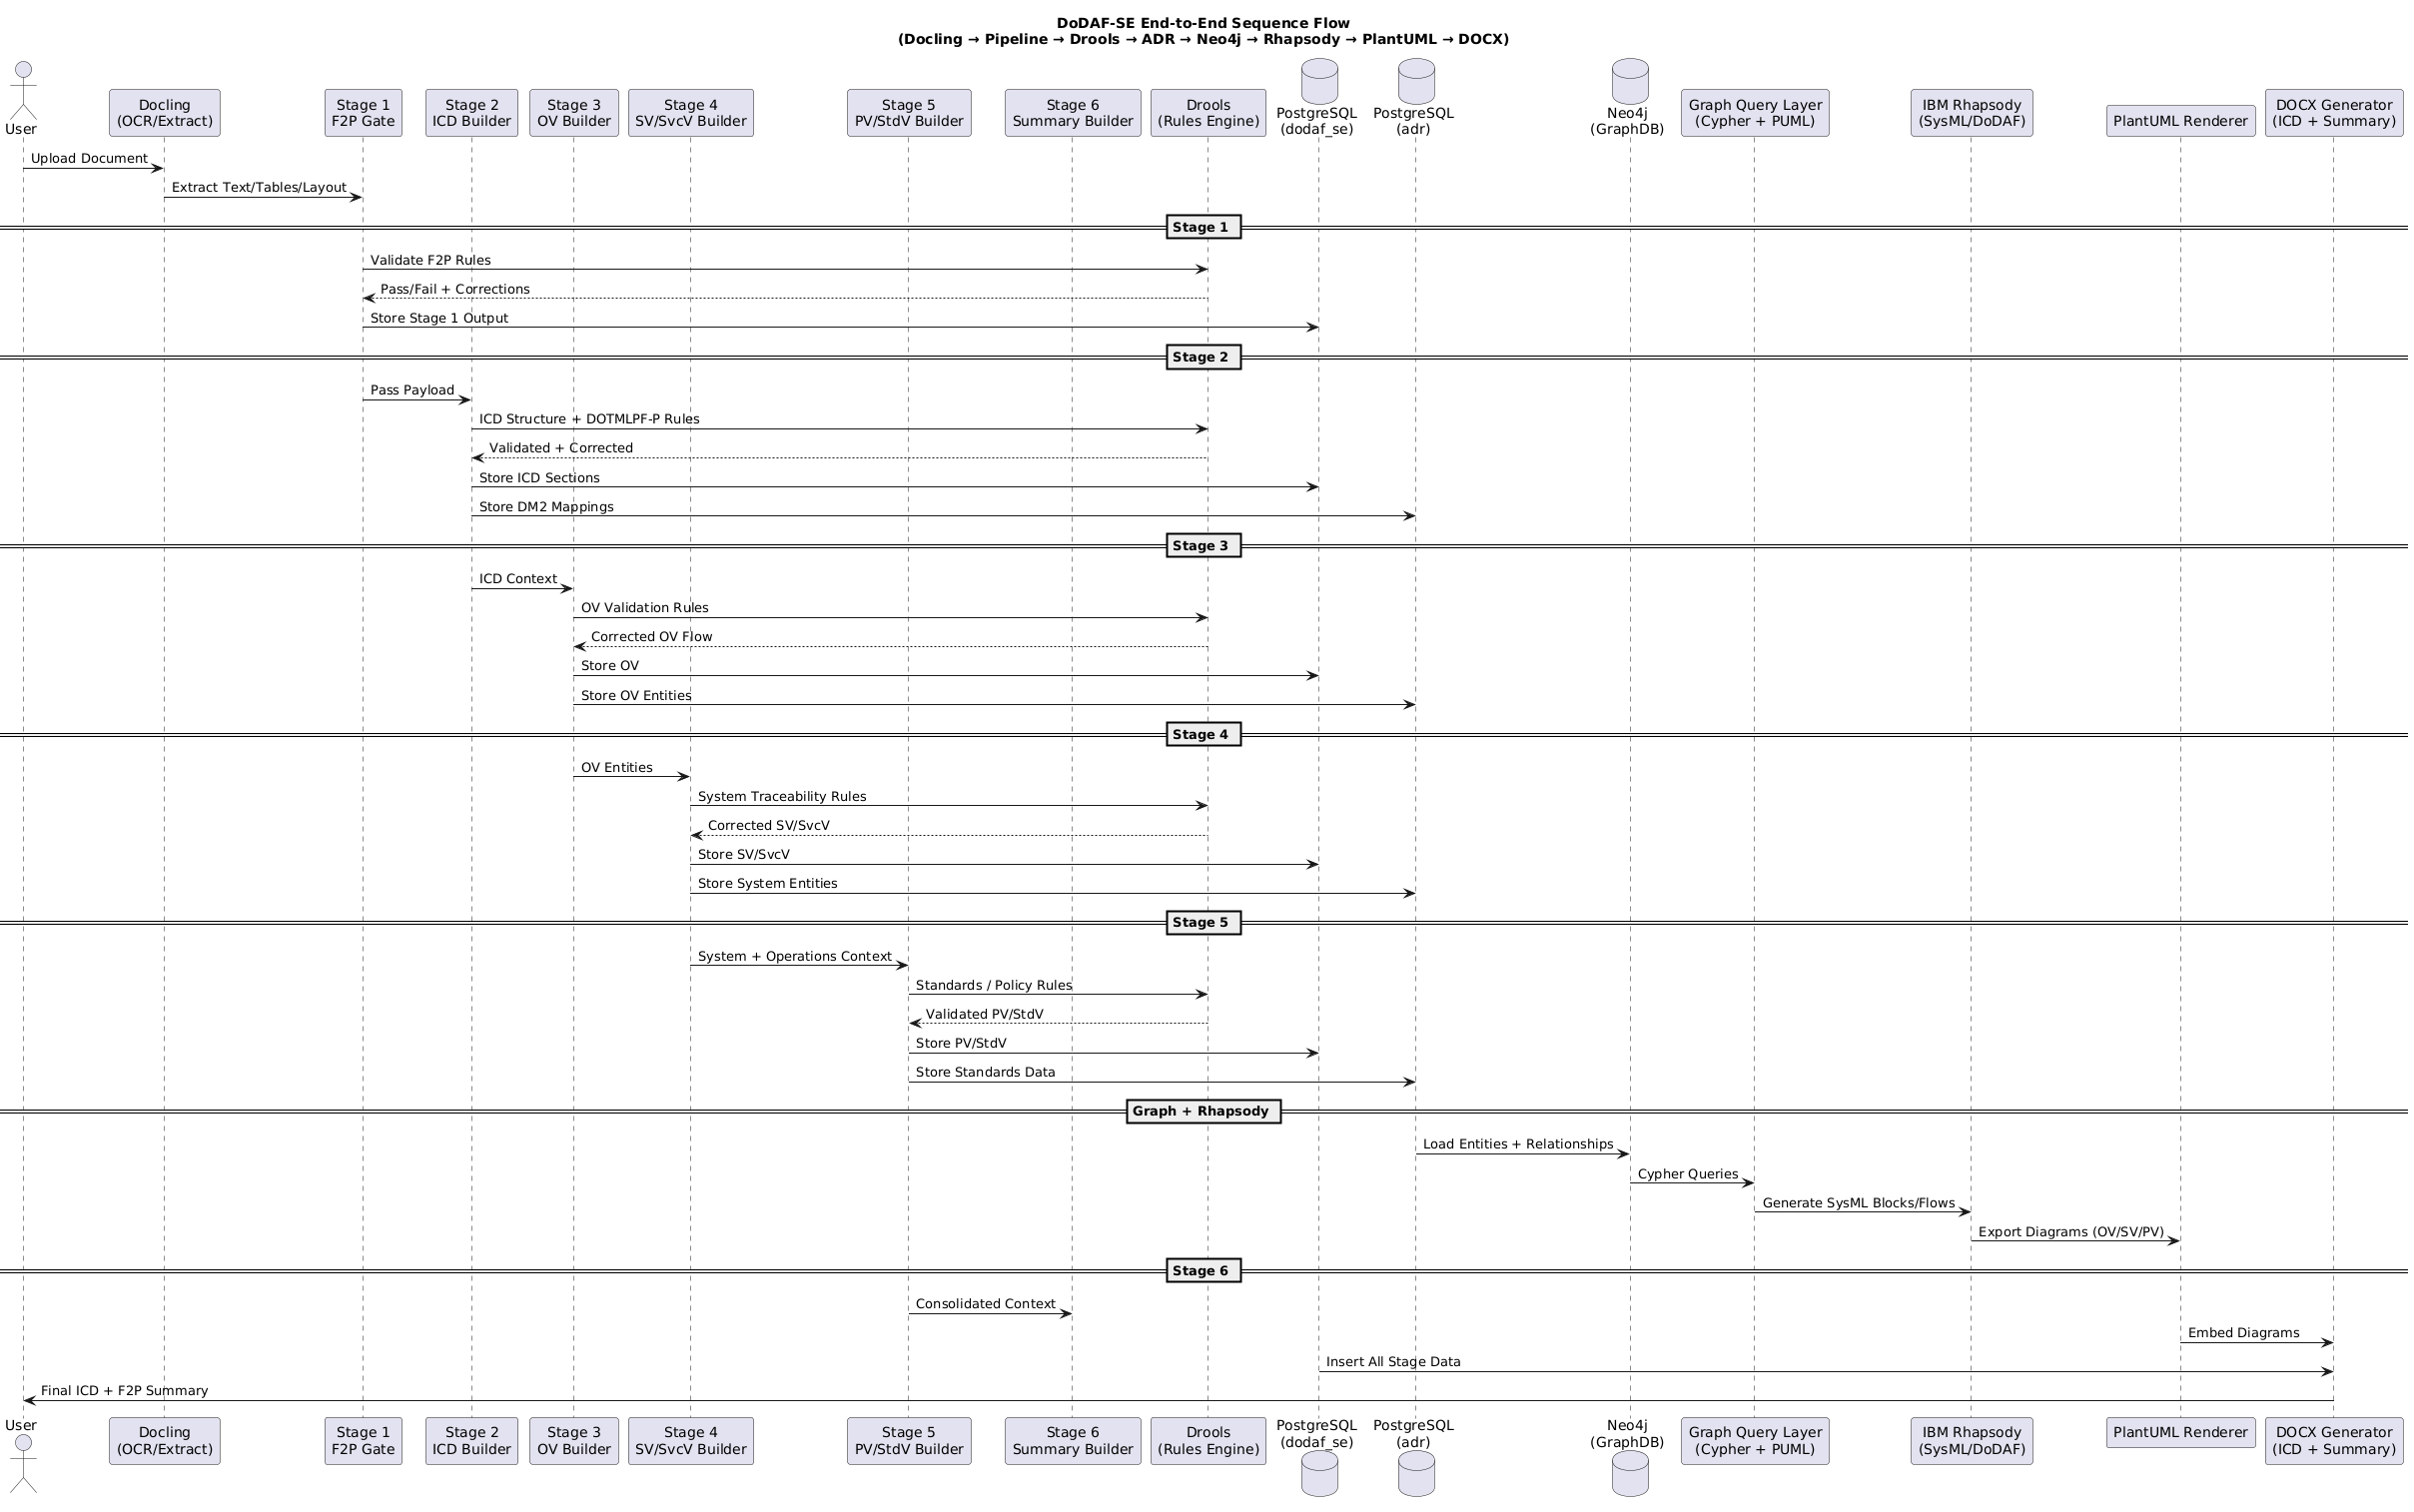 DoDAF-SE End-to-End Sequence Flow
(Docling → Pipeline → Drools → ADR → Neo4j → Rhapsody → PlantUML → DOCX)
User
Docling
(OCR/Extract)
Stage 1
F2P Gate
Stage 2
ICD Builder
Stage 3
OV Builder
Stage 4
SV/SvcV Builder
Stage 5
PV/StdV Builder
Stage 6
Summary Builder
Drools
(Rules Engine)
PostgreSQL
(dodaf_se)
PostgreSQL
(adr)
Neo4j
(GraphDB)
Graph Query Layer
(Cypher + PUML)
IBM Rhapsody
(SysML/DoDAF)
PlantUML Renderer
DOCX Generator
(ICD + Summary)
Upload Document
Extract Text/Tables/Layout
Stage 1
Validate F2P Rules
Pass/Fail + Corrections
Store Stage 1 Output
Stage 2
Pass Payload
ICD Structure + DOTMLPF-P Rules
Validated + Corrected
Store ICD Sections
Store DM2 Mappings
Stage 3
ICD Context
OV Validation Rules
Corrected OV Flow
Store OV
Store OV Entities
Stage 4
OV Entities
System Traceability Rules
Corrected SV/SvcV
Store SV/SvcV
Store System Entities
Stage 5
System + Operations Context
Standards / Policy Rules
Validated PV/StdV
Store PV/StdV
Store Standards Data
Graph + Rhapsody
Load Entities + Relationships
Cypher Queries
Generate SysML Blocks/Flows
Export Diagrams (OV/SV/PV)
Stage 6
Consolidated Context
Embed Diagrams
Insert All Stage Data
Final ICD + F2P Summary
User
Docling
(OCR/Extract)
Stage 1
F2P Gate
Stage 2
ICD Builder
Stage 3
OV Builder
Stage 4
SV/SvcV Builder
Stage 5
PV/StdV Builder
Stage 6
Summary Builder
Drools
(Rules Engine)
PostgreSQL
(dodaf_se)
PostgreSQL
(adr)
Neo4j
(GraphDB)
Graph Query Layer
(Cypher + PUML)
IBM Rhapsody
(SysML/DoDAF)
PlantUML Renderer
DOCX Generator
(ICD + Summary)